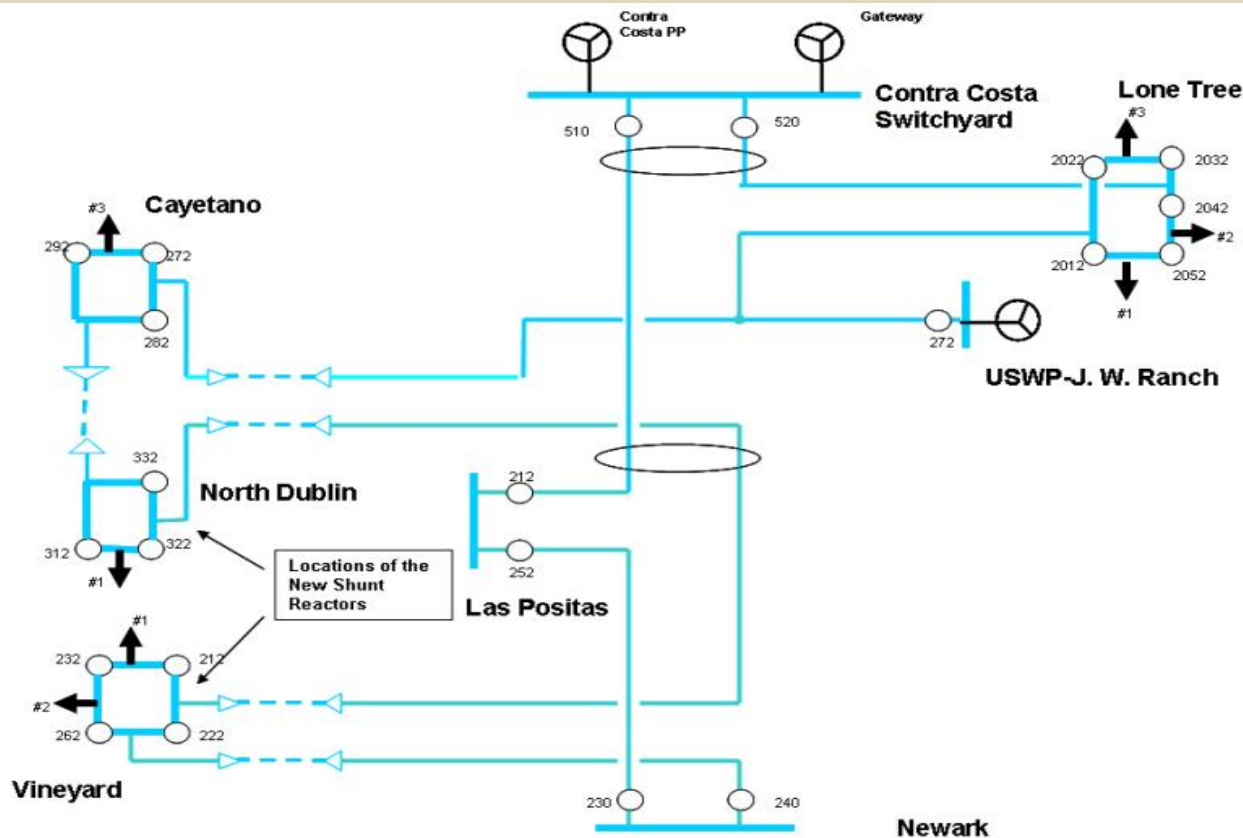 Contra
Costa PP
Gateway
Contra Costa
Switchyard
Lone Tree
510
520
#3
2022
2032
2042
#2
2012
2052
#1
Cayetano
#3
292
272
282
272
USWP-J. W. Ranch
332
North Dublin
312
322
#1
212
252
Las Positas
Locations of the
New Shunt
Reactors
#1
232
212
#2
262
222
Vineyard
230
240
Newark